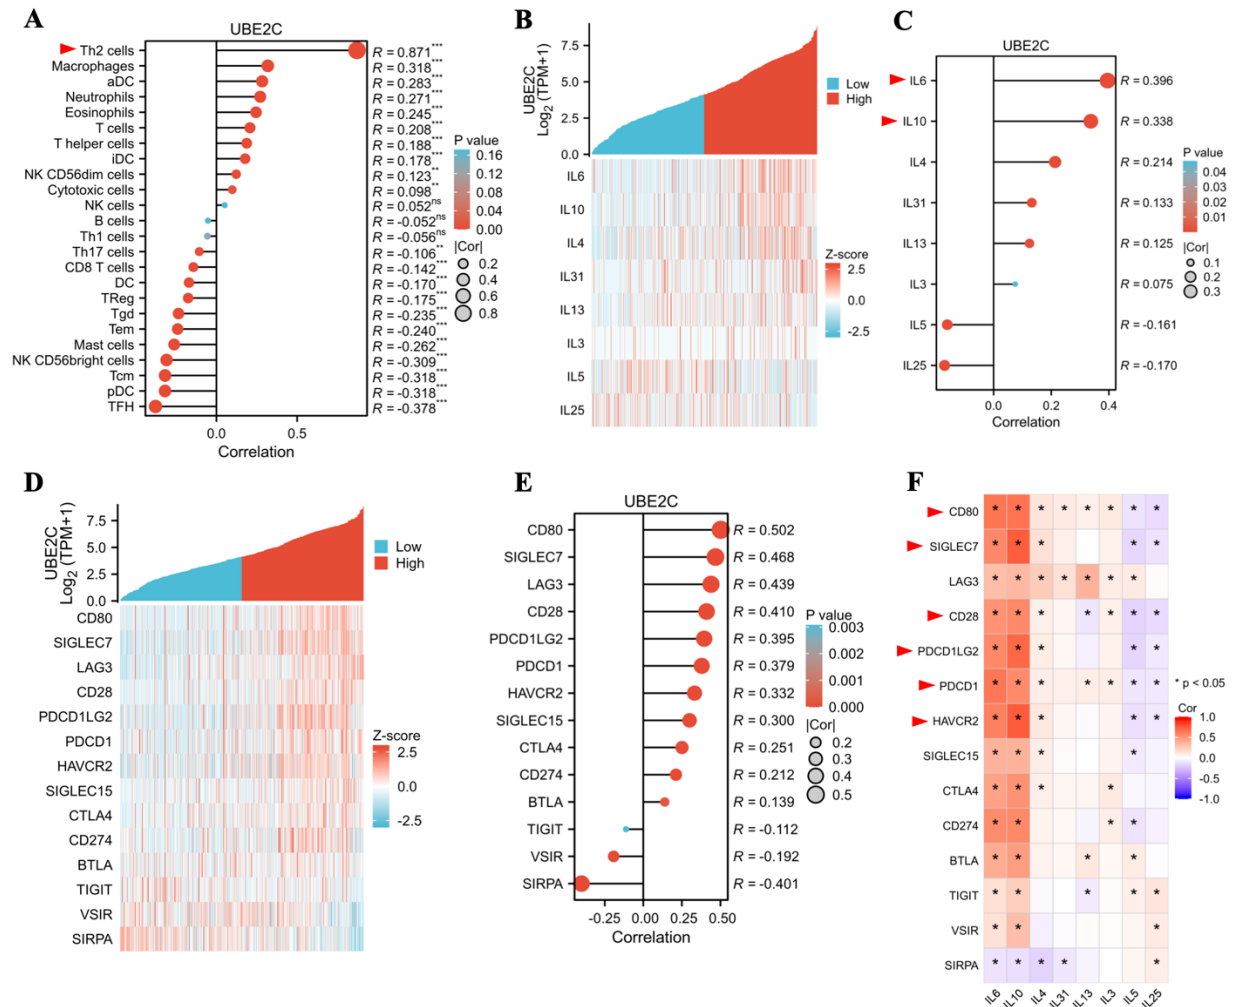 A
UBE2C
Th2 cells R = 0.871***
Macrophages R = 0.318***
aDC R = 0.283***
Neutrophils R = 0.271***
Eosinophils R = 0.245***
T cells R = 0.208***
T helper cells R = 0.188***
iDC R = 0.178***
NK CD56dim cells R = 0.123**
Cytotoxic cells R = 0.098**
NK cells R = 0.052ns
B cells R = -0.052ns
Th1 cells R = -0.056ns
Th17 cells R = -0.106**
CD8 T cells R = -0.142***
DC R = -0.170***
TReg R = -0.175***
Tgd R = -0.235***
Tem R = -0.240***
Mast cells R = -0.262***
NK CD56bright cells R = -0.309***
Tcm R = -0.318***
pDC R = -0.318***
TFH R = -0.378***
0.0 0.5
Correlation
P value
0.16
0.12
0.08
0.04
0.00
|Cor|
0.2
0.4
0.6
0.8
B
UBE2C
Log2 (TPM+1)
7.5
5.0
2.5
0.0
Low
High
IL6
IL10
IL4
IL31
IL13
IL3
IL5
IL25
Z-score
2.5
0.0
-2.5
C
UBE2C
IL6 R = 0.396
IL10 R = 0.338
IL4 R = 0.214
IL31 R = 0.133
IL13 R = 0.125
IL3 R = 0.075
IL5 R = -0.161
IL25 R = -0.170
0.0 0.2 0.4
Correlation
P value
0.04
0.03
0.02
0.01
|Cor|
0.1
0.2
0.3
D
UBE2C
Log2 (TPM+1)
7.5
5.0
2.5
0.0
Low
High
CD80
SIGLEC7
LAG3
CD28
PDCD1LG2
PDCD1
HAVCR2
SIGLEC15
CTLA4
CD274
BTLA
TIGIT
VSIR
SIRPA
Z-score
2.5
0.0
-2.5
E
UBE2C
CD80 R = 0.502
SIGLEC7 R = 0.468
LAG3 R = 0.439
CD28 R = 0.410
PDCD1LG2 R = 0.395
PDCD1 R = 0.379
HAVCR2 R = 0.332
SIGLEC15 R = 0.300
CTLA4 R = 0.251
CD274 R = 0.212
BTLA R = 0.139
TIGIT R = -0.112
VSIR R = -0.192
SIRPA R = -0.401
-0.25 0.00 0.25 0.50
Correlation
P value
0.003
0.002
0.001
0.000
|Cor|
0.2
0.3
0.4
0.5
F
CD80 * * * * * * * *
SIGLEC7 * * * * *
LAG3 * * * * * * *
CD28 * * * * * * *
PDCD1LG2 * * * * *
PDCD1 * * * * * * *
HAVCR2 * * * * *
SIGLEC15 * * * *
CTLA4 * * * *
CD274 * * * *
BTLA * * * *
TIGIT * * * * *
VSIR * * *
SIRPA * * * * *
IL6 IL10 IL4 IL31 IL13 IL3 IL5 IL25
* p < 0.05
Cor
1.0
0.5
0.0
-0.5
-1.0